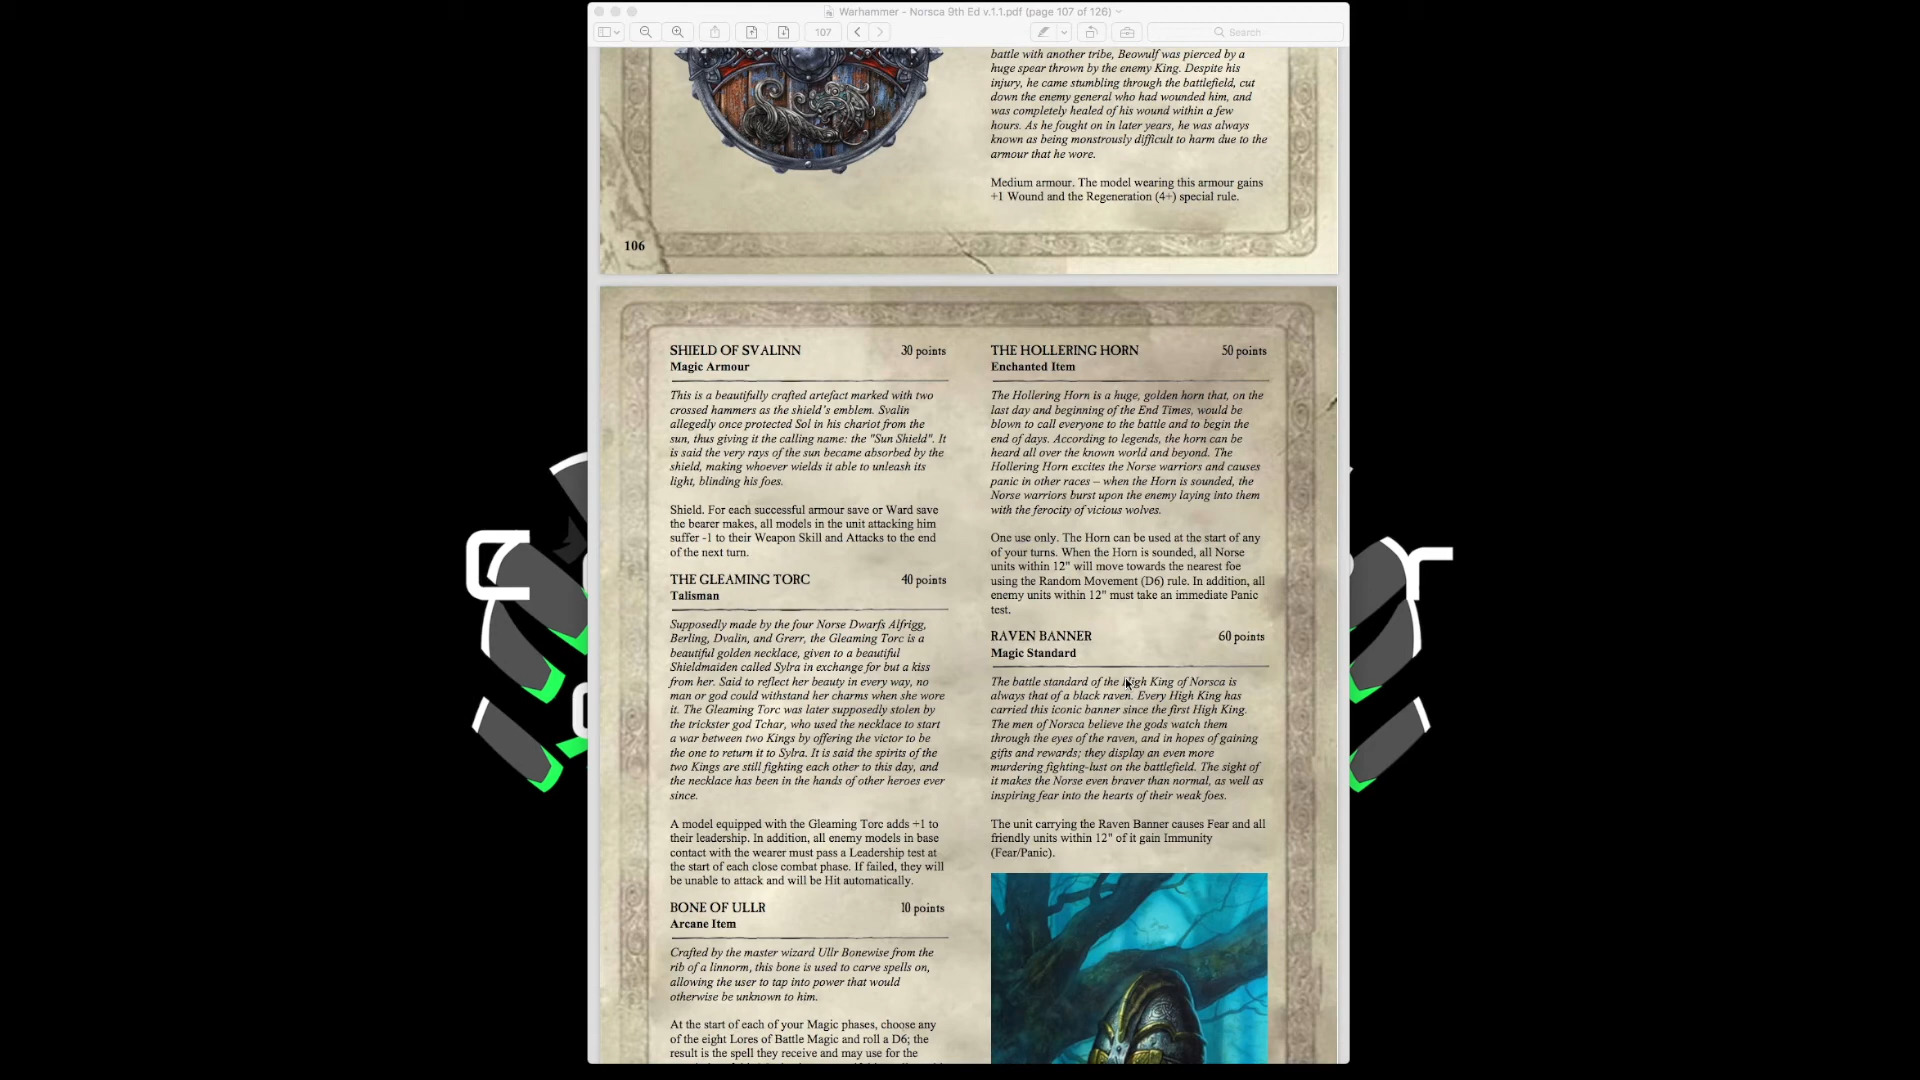 Warhammer - Norsca 9th Ed v.1.1.pdf (page 107 of 126)
107
Search
battle with another tribe, Beowulf was pierced by a
huge spear thrown by the enemy King. Despite his
injury, he came stumbling through the battlefield, cut
down the enemy general who had wounded him, and
was completely healed of his wound within a few
hours. As he fought on in later years, he was always
known as being monstrously difficult to harm due to the
armour that he wore.
Medium armour. The model wearing this armour gains
+1 Wound and the Regeneration (4+) special rule.
106
SHIELD OF SVALINN 30 points
Magic Armour
This is a beautifully crafted artefact marked with two
crossed hammers as the shield's emblem. Svalin
allegedly once protected Sol in his chariot from the
sun, thus giving it the calling name: the "Sun Shield". It
is said the very rays of the sun became absorbed by the
shield, making whoever wields it able to unleash its
light, blinding his foes.
Shield. For each successful armour save or Ward save
the bearer makes, all models in the unit attacking him
suffer -1 to their Weapon Skill and Attacks to the end
of the next turn.
THE GLEAMING TORC 40 points
Talisman
Supposedly made by the four Norse Dwarfs Alfrigg,
Berling, Dvalin, and Grerr, the Gleaming Torc is a
beautiful golden necklace, given to a beautiful
Shieldmaiden called Sylra in exchange for but a kiss
from her. Said to reflect her beauty in every way, no
man or god could withstand her charms when she wore
it. The Gleaming Torc was later supposedly stolen by
the trickster god Tchar, who used the necklace to start
a war between two Kings by offering the victor to be
the one to return it to Sylra. It is said the spirits of the
two Kings are still fighting each other to this day, and
the necklace has been in the hands of other heroes ever
since.
A model equipped with the Gleaming Torc adds +1 to
their leadership. In addition, all enemy models in base
contact with the wearer must pass a Leadership test at
the start of each close combat phase. If failed, they will
be unable to attack and will be Hit automatically.
BONE OF ULLR 10 points
Arcane Item
Crafted by the master wizard Ullr Bonewise from the
rib of a linnorm, this bone is used to carve spells on,
allowing the user to tap into power that would
otherwise be unknown to him.
At the start of each of your Magic phases, choose any
of the eight Lores of Battle Magic and roll a D6; the
result is the spell they receive and may use for the
THE HOLLERING HORN 50 points
Enchanted Item
The Hollering Horn is a huge, golden horn that, on the
last day and beginning of the End Times, would be
blown to call everyone to the battle and to begin the
end of days. According to legends, the horn can be
heard all over the known world and beyond. The
Hollering Horn excites the Norse warriors and causes
panic in other races – when the Horn is sounded, the
Norse warriors burst upon the enemy laying into them
with the ferocity of vicious wolves.
One use only. The Horn can be used at the start of any
of your turns. When the Horn is sounded, all Norse
units within 12" will move towards the nearest foe
using the Random Movement (D6) rule. In addition, all
enemy units within 12" must take an immediate Panic
test.
RAVEN BANNER 60 points
Magic Standard
The battle standard of the High King of Norsca is
always that of a black raven. Every High King has
carried this iconic banner since the first High King.
The men of Norsca believe the gods watch them
through the eyes of the raven, and in hopes of gaining
gifts and rewards; they display an even more
murdering fighting-lust on the battlefield. The sight of
it makes the Norse even braver than normal, as well as
inspiring fear into the hearts of their weak foes.
The unit carrying the Raven Banner causes Fear and all
friendly units within 12" of it gain Immunity
(Fear/Panic).